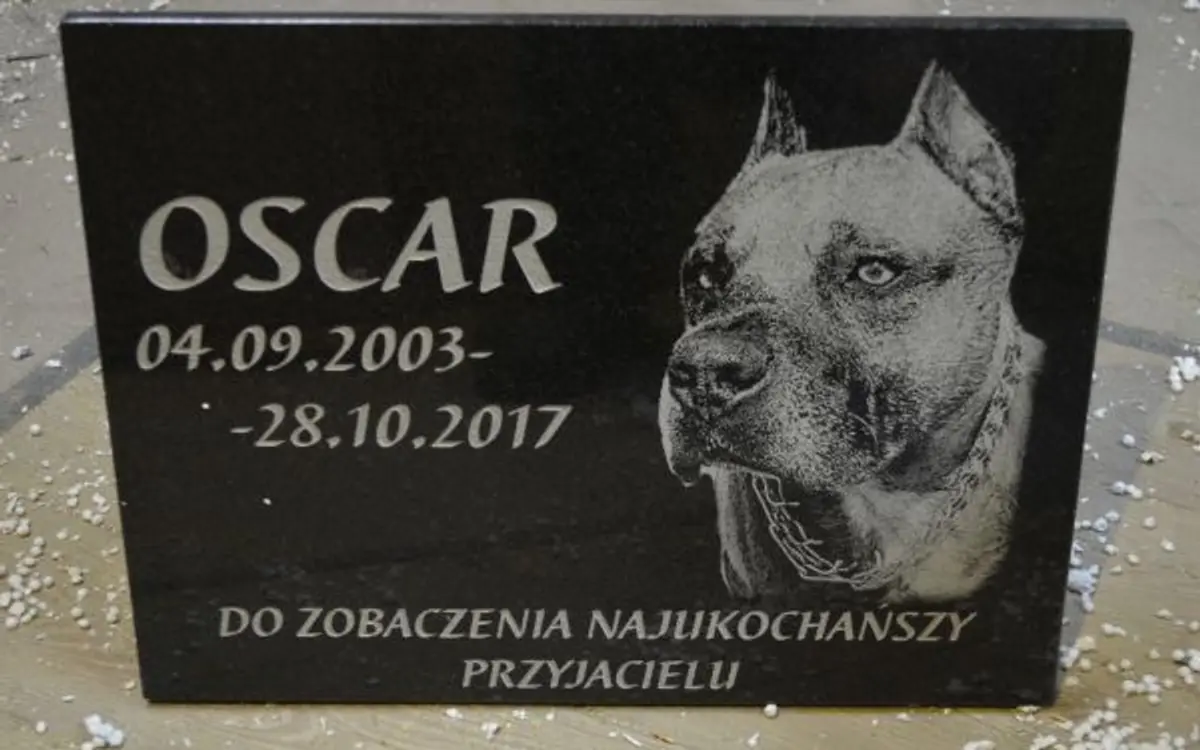 OSCAR
04.09.2003-
-28.10.2017
DO ZOBACZENIA NAJUKOCHAŃSZY
PRZYJACIELU